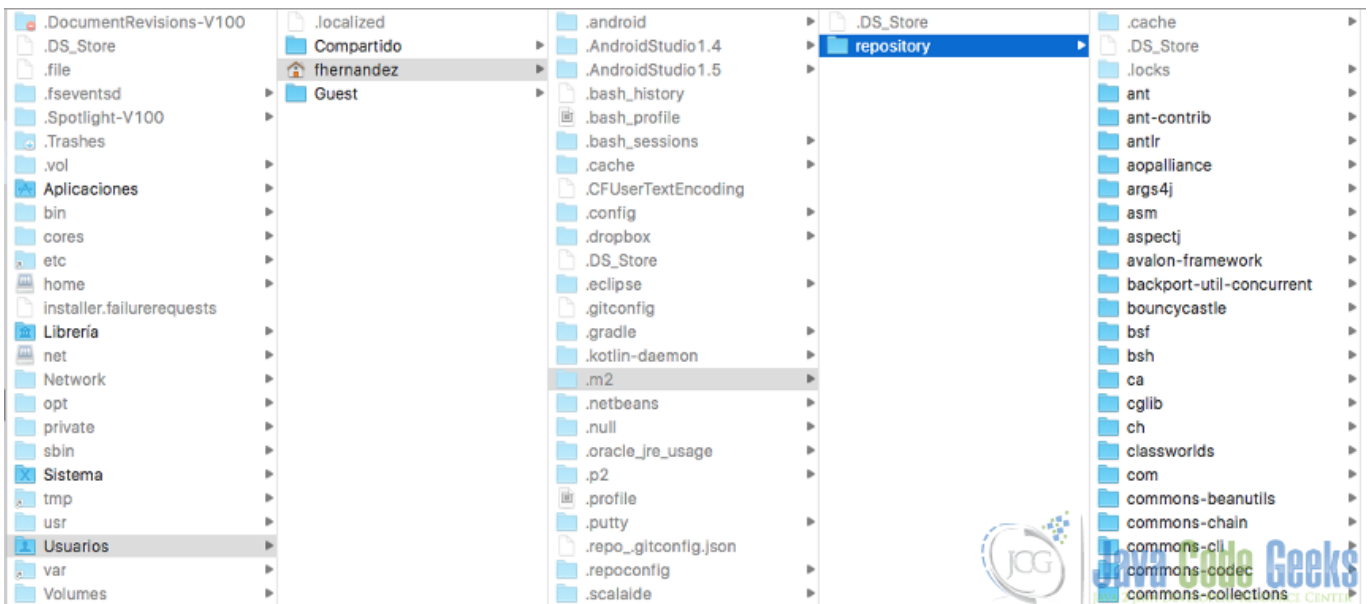 .DocumentRevisions-V100
.DS_Store
.file
.fseventsd
.Spotlight-V100
.Trashes
.vol
Aplicaciones
bin
cores
etc
home
installer.failurerequests
Librería
net
Network
opt
private
sbin
Sistema
tmp
usr
Usuarios
var
Volumes
.localized
Compartido
fhernandez
Guest
.android
.AndroidStudio1.4
.AndroidStudio1.5
.bash_history
.bash_profile
.bash_sessions
.cache
.CFUserTextEncoding
.config
.dropbox
.DS_Store
.eclipse
.gitconfig
.gradle
.kotlin-daemon
.m2
.netbeans
.null
.oracle_jre_usage
.p2
.profile
.putty
.repo_.gitconfig.json
.repoconfig
.scalaide
.DS_Store
repository
.cache
.DS_Store
.locks
ant
ant-contrib
antlr
aopalliance
args4j
asm
aspectj
avalon-framework
backport-util-concurrent
bouncycastle
bsf
bsh
ca
cglib
ch
classworlds
com
commons-beanutils
commons-chain
commons-cli
commons-codec
commons-collections
JCG
Java Code Geeks